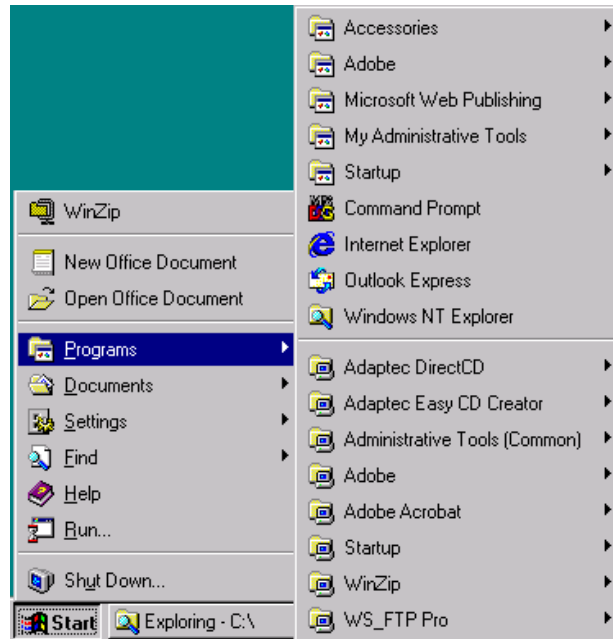 WinZip
New Office Document
Open Office Document
Programs
Documents
Settings
Find
Help
Run...
Shut Down...
Start
Exploring - C:\
Accessories
Adobe
Microsoft Web Publishing
My Administrative Tools
Startup
Command Prompt
Internet Explorer
Outlook Express
Windows NT Explorer
Adaptec DirectCD
Adaptec Easy CD Creator
Administrative Tools (Common)
Adobe
Adobe Acrobat
Startup
WinZip
WS_FTP Pro